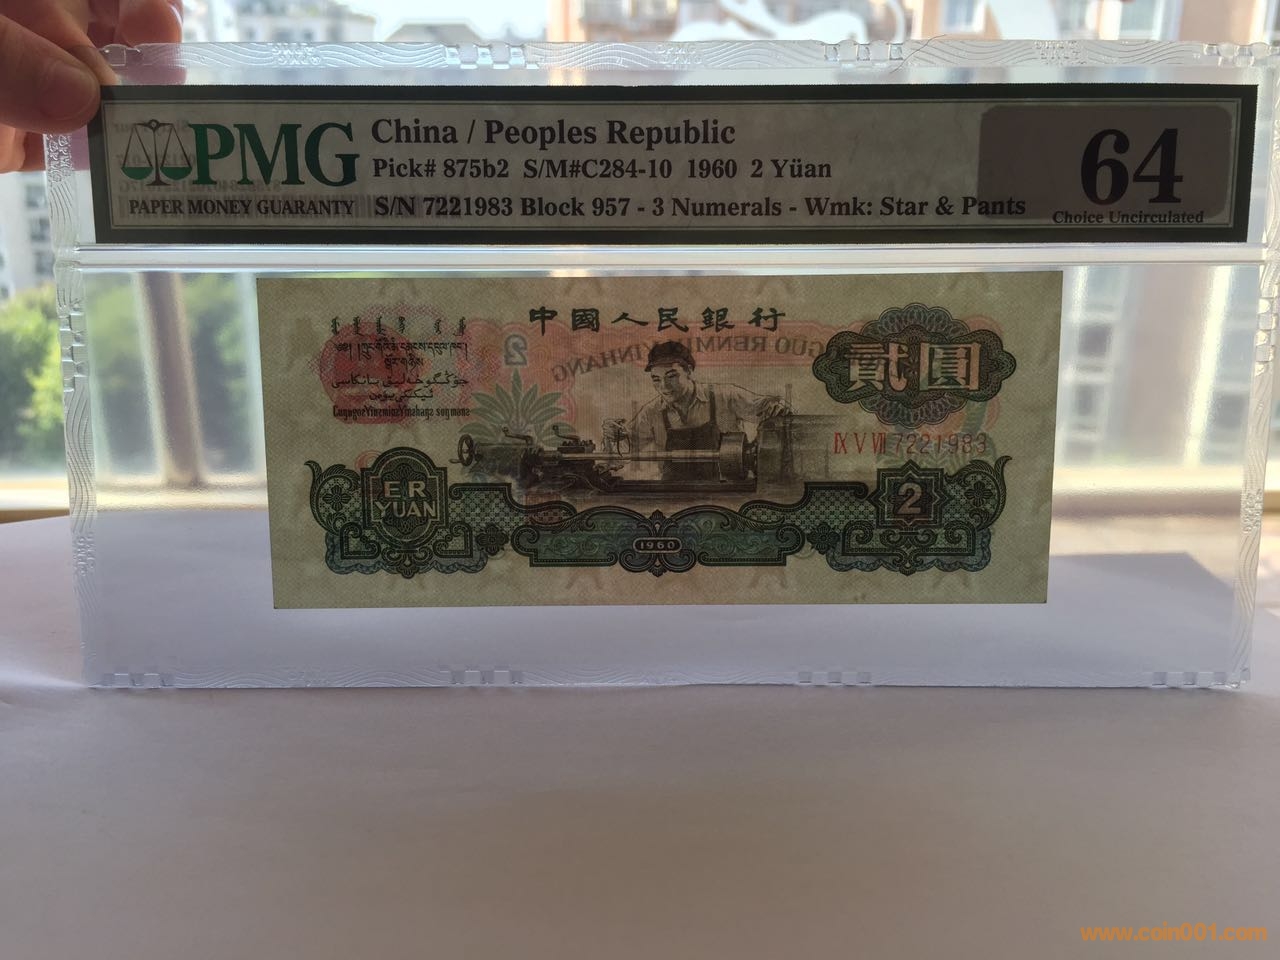 PMG
PAPER MONEY GUARANTY
China / Peoples Republic
Pick# 875b2 S/M#C284-10 1960 2 Yüan
S/N 7221983 Block 957 - 3 Numerals - Wmk: Star & Pants
64
Choice Uncirculated
中國人民銀行
貳圓
IX V VII 7221983
E.R
YUAN
2
1960
www.coin001.com